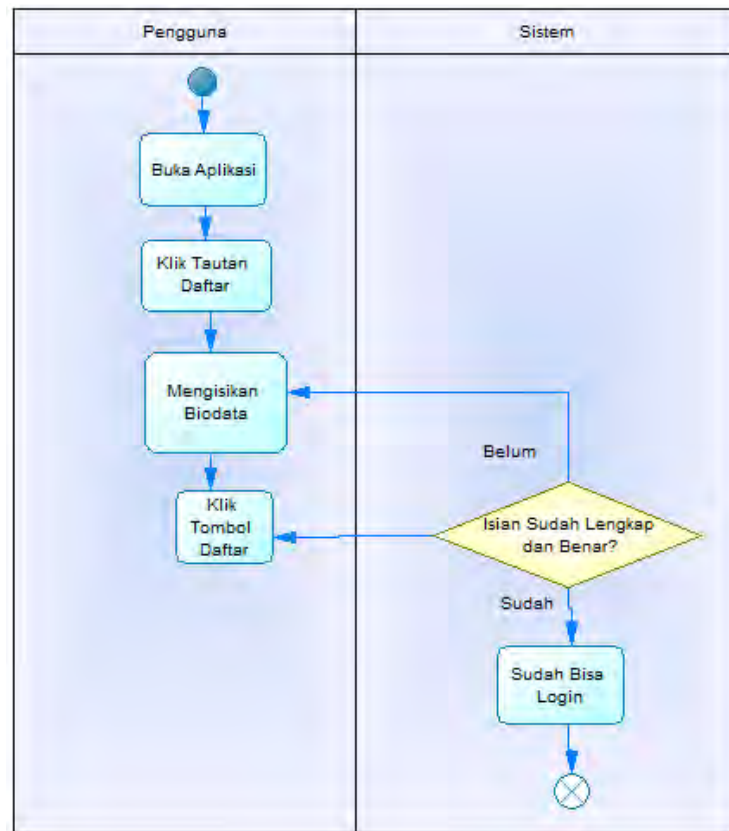 Pengguna
Sistem
Buka Aplikasi
Klik Tautan
Daftar
Mengisikan
Biodata
Belum
Klik
Tombol
Daftar
Isian Sudah Lengkap
dan Benar?
Sudah
Sudah Bisa
Login